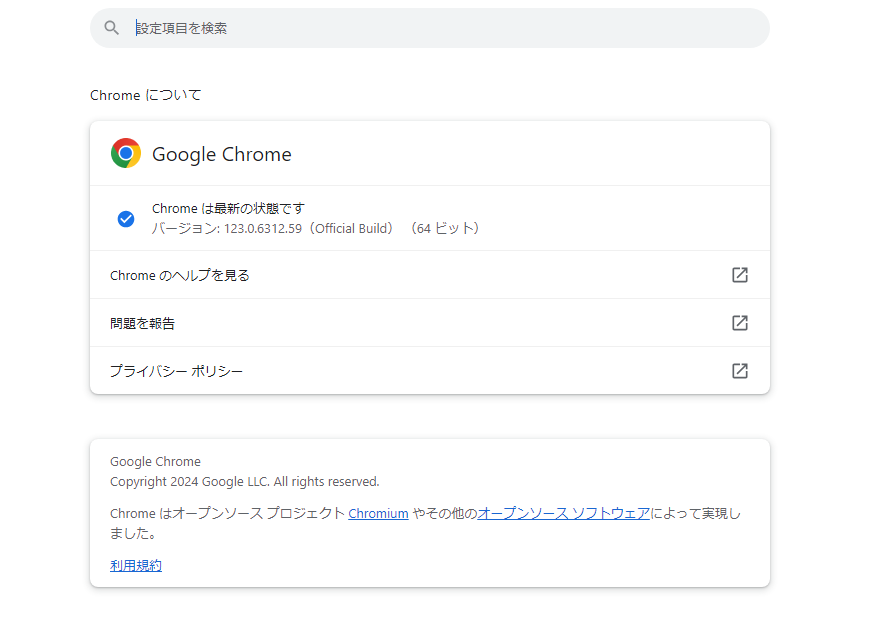 設定項目を検索
Chrome について
Google Chrome
Chrome は最新の状態です
バージョン: 123.0.6312.59（Official Build） （64 ビット）
Chrome のヘルプを見る
問題を報告
プライバシー ポリシー
Google Chrome
Copyright 2024 Google LLC. All rights reserved.
Chrome はオープンソース プロジェクト Chromium やその他のオープンソース ソフトウェアによって実現し
ました。
利用規約